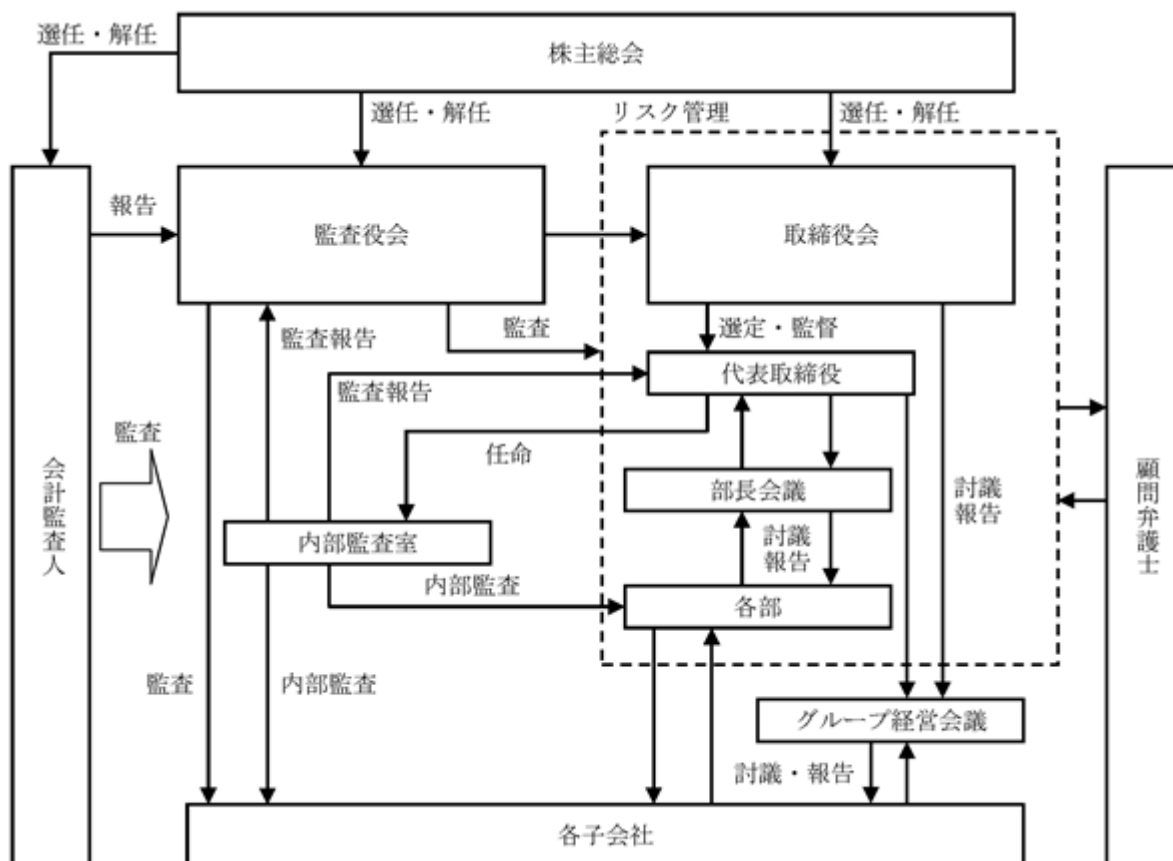 選任・解任
株主総会
選任・解任
リスク管理
選任・解任
報告
監査役会
取締役会
監査報告
監査
選定・監督
監査報告
代表取締役
監査
任命
会計監査人
部長会議
討議
報告
顧問弁護士
内部監査室
討議
報告
内部監査
各部
監査
内部監査
グループ経営会議
討議・報告
各子会社